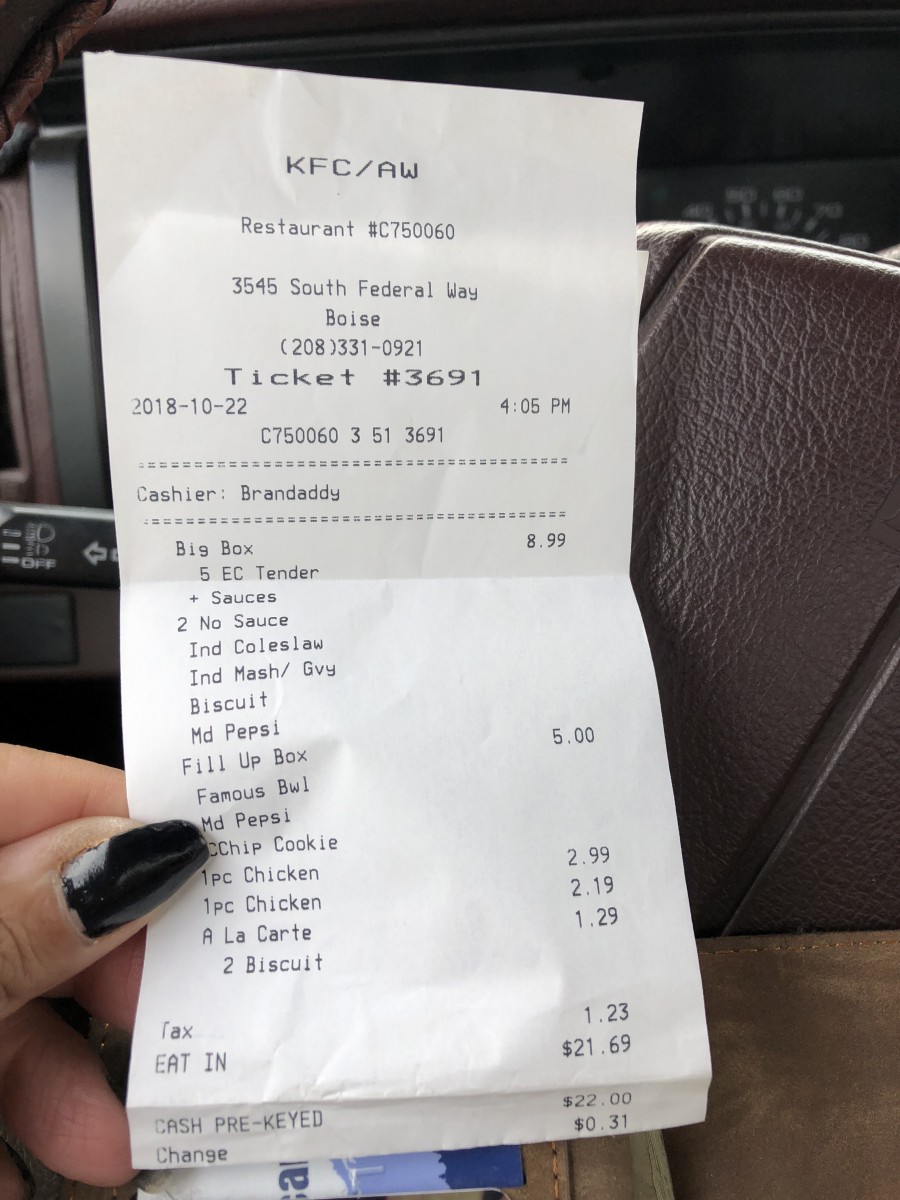 KFC/AW
Restaurant #C750060
3545 South Federal Way
Boise
(208)331-0921
Ticket #3691
2018-10-22 4:05 PM
C750060 3 51 3691
========================================
Cashier: Brandaddy
========================================
Big Box 8.99
5 EC Tender
+ Sauces
2 No Sauce
Ind Coleslaw
Ind Mash/ Gvy
Biscuit
Md Pepsi
Fill Up Box 5.00
Famous Bwl
Md Pepsi
CChip Cookie
1pc Chicken 2.99
1pc Chicken 2.19
A La Carte 1.29
2 Biscuit
Tax 1.23
EAT IN $21.69
CASH PRE-KEYED $22.00
Change $0.31
OFF